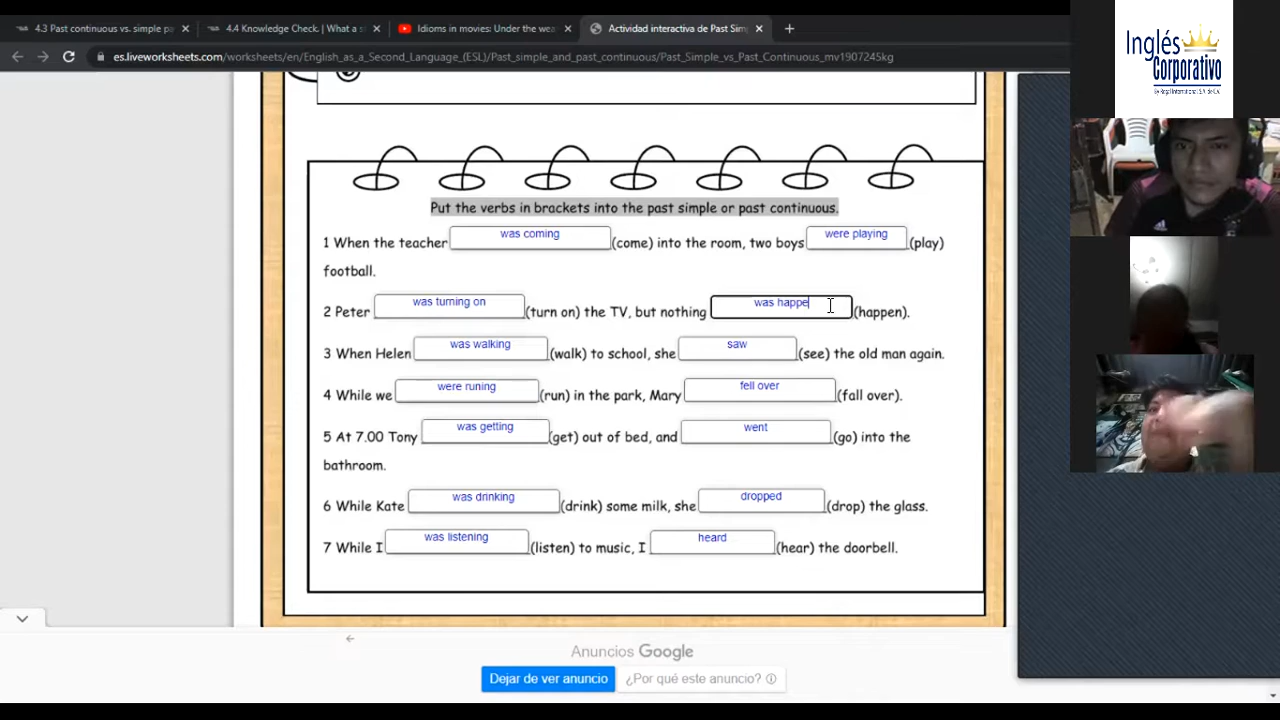 4.3 Past continuous vs. simple pa
4.4 Knowledge Check. | What a s
Idioms in movies: Under the wea
Actividad interactiva de Past Sim
es.liveworksheets.com/worksheets/en/English_as_a_Second_Language_(ESL)/Past_simple_and_past_continuous/Past_Simple_vs_Past_Continuous_mv1907245kg
Inglés
Corporativo
Put the verbs in brackets into the past simple or past continuous.
1 When the teacher was coming (come) into the room, two boys were playing (play)
football.
2 Peter was turning on (turn on) the TV, but nothing was happe (happen).
3 When Helen was walking (walk) to school, she saw (see) the old man again.
4 While we were runing (run) in the park, Mary fell over (fall over).
5 At 7.00 Tony was getting (get) out of bed, and went (go) into the
bathroom.
6 While Kate was drinking (drink) some milk, she dropped (drop) the glass.
7 While I was listening (listen) to music, I heard (hear) the doorbell.
Anuncios Google
Dejar de ver anuncio
¿Por qué este anuncio?